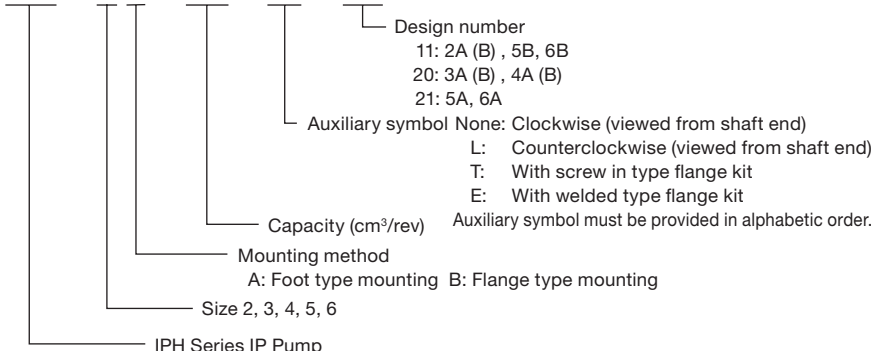 Design number
11: 2A (B) , 5B, 6B
20: 3A (B) , 4A (B)
21: 5A, 6A
Auxiliary symbol None: Clockwise (viewed from shaft end)
L: Counterclockwise (viewed from shaft end)
T: With screw in type flange kit
E: With welded type flange kit
Capacity (cm³/rev) Auxiliary symbol must be provided in alphabetic order.
Mounting method
A: Foot type mounting B: Flange type mounting
Size 2, 3, 4, 5, 6
IPH Series IP Pump